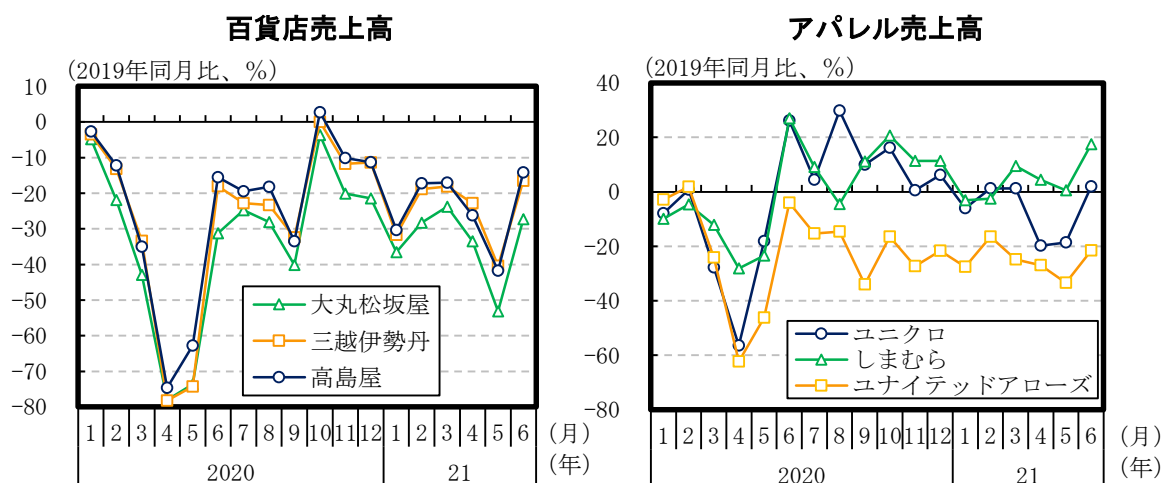 百貨店売上高
(2019年同月比、%)
10
0
-10
-20
-30
-40
-50
-60
-70
-80
大丸松坂屋
三越伊勢丹
高島屋
1 2 3 4 5 6 7 8 9 10 11 12 1 2 3 4 5 6 (月)
2020 21 (年)
アパレル売上高
(2019年同月比、%)
40
20
0
-20
-40
-60
-80
ユニクロ
しまむら
ユナイテッドアローズ
1 2 3 4 5 6 7 8 9 10 11 12 1 2 3 4 5 6 (月)
2020 21 (年)